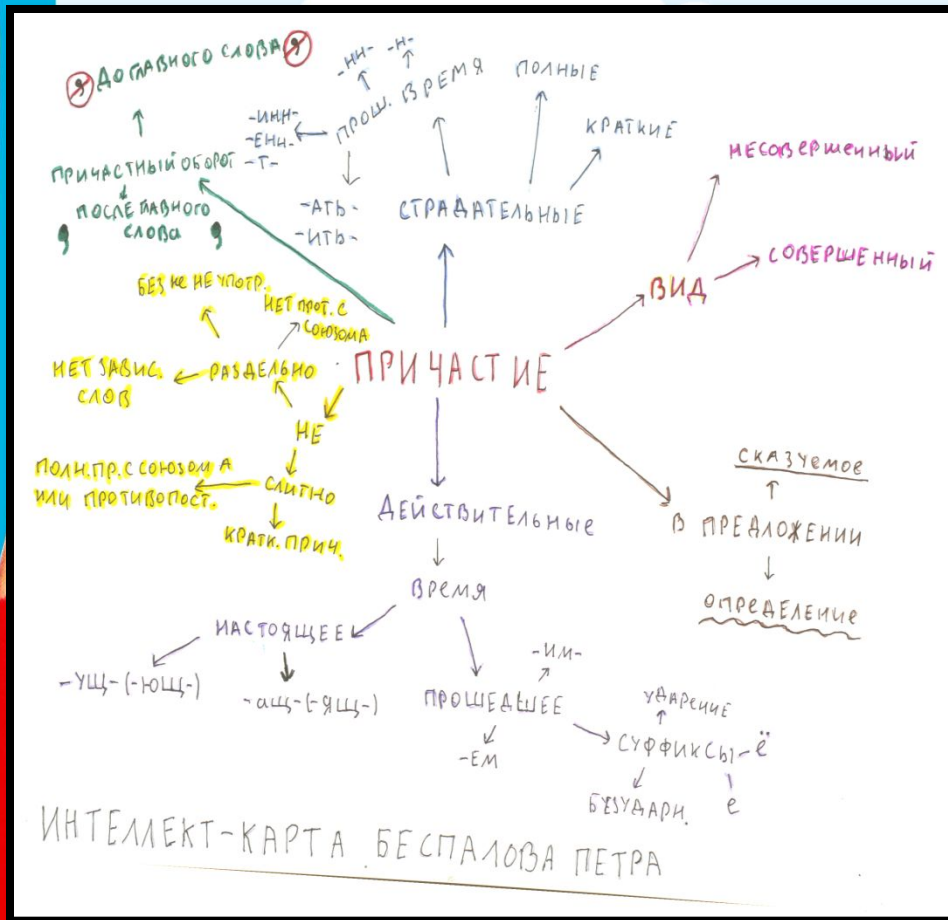 ДО ГЛАВНОГО СЛОВА
ПРИЧАСТНЫЙ ОБОРОТ
ПОСЛЕ ГЛАВНОГО
СЛОВА
-НН-
-Н-
ПРОШ. ВРЕМЯ
-ИНН-
-ЕНН-
-Т-
-АТЬ-
-ИТЬ-
ПОЛНЫЕ
КРАТКИЕ
СТРАДАТЕЛЬНЫЕ
НЕСОВЕРШЕННЫЙ
СОВЕРШЕННЫЙ
ВИД
БЕЗ НЕ НЕ УПОТР.
НЕТ ПРОТ. С
СОЮЗОМ А
НЕТ ЗАВИС.
СЛОВ
РАЗДЕЛЬНО
ПРИЧАСТИЕ
НЕ
ПОЛН. ПР. С СОЮЗОМ А
ИЛИ ПРОТИВОПОСТ.
СЛИТНО
КРАТК. ПРИЧ.
ДЕЙСТВИТЕЛЬНЫЕ
СКАЗУЕМОЕ
В ПРЕДЛОЖЕНИИ
ОПРЕДЕЛЕНИЕ
ВРЕМЯ
НАСТОЯЩЕЕ
-УЩ-(-ЮЩ-)
-АЩ-(-ЯЩ-)
-ИМ-
ПРОШЕДШЕЕ
-ЕМ
УДАРЕНИЕ
СУФФИКСЫ-Ё
БУЗУДАРН.
Е
ИНТЕЛЛЕКТ-КАРТА БЕСПАЛОВА ПЕТРА